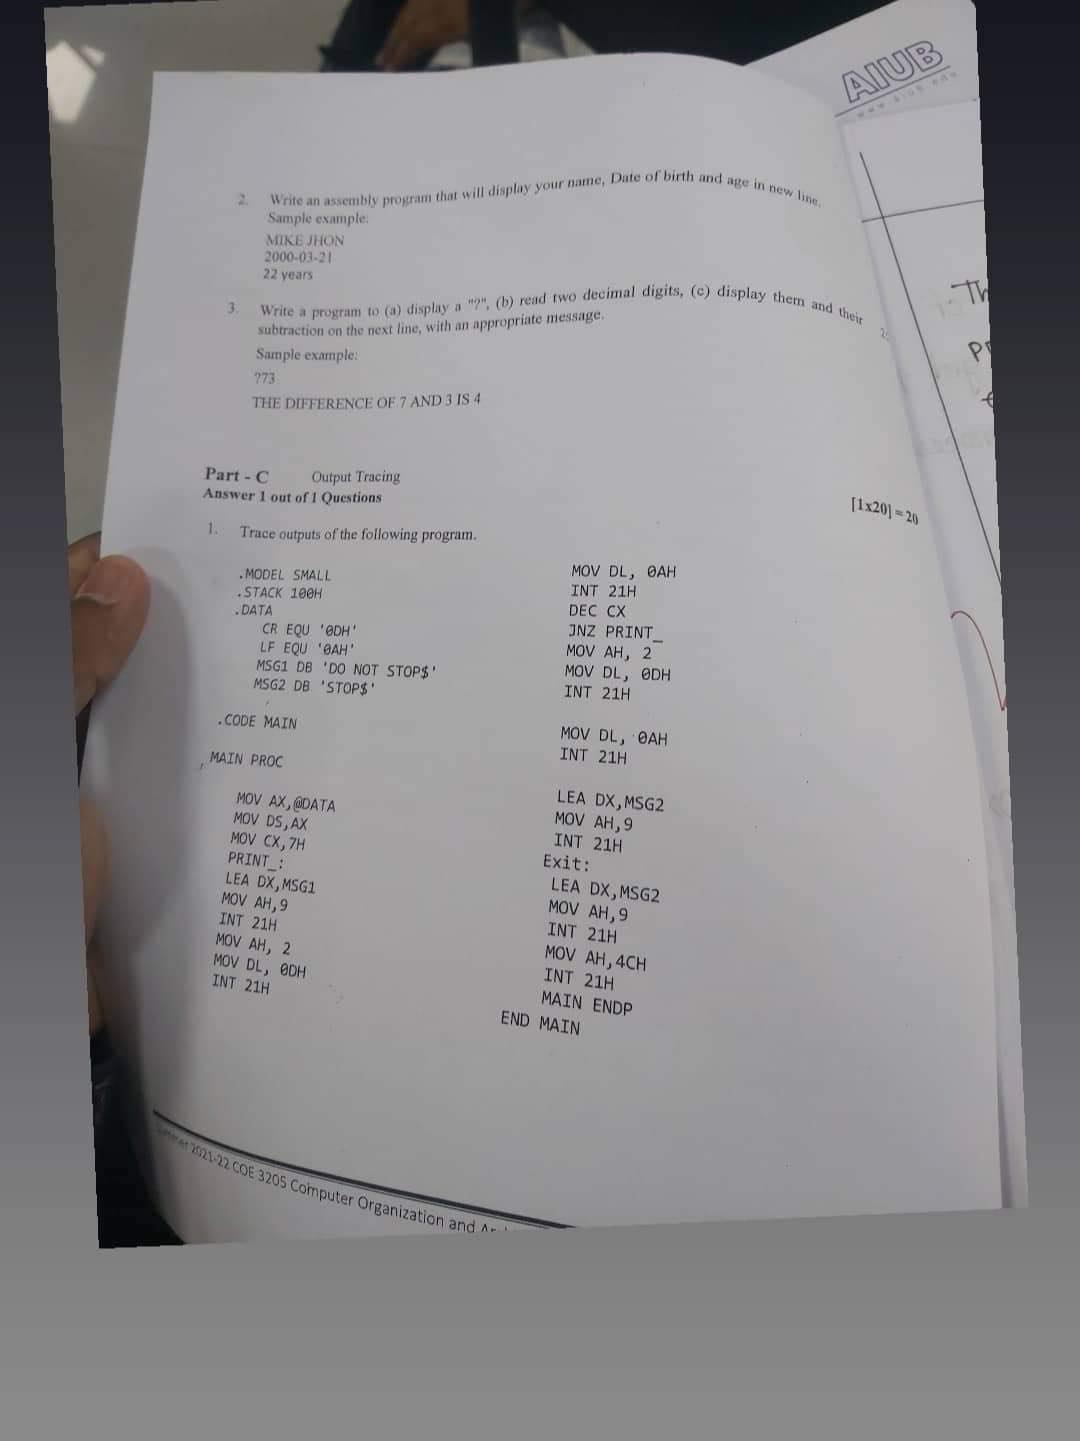 AIUB
2. Write an assembly program that will display your name, Date of birth and age in new line.
Sample example:
MIKE JHON
2000-03-21
22 years
3. Write a program to (a) display a "?", (b) read two decimal digits, (c) display them and their
subtraction on the next line, with an appropriate message.
Sample example:
?73
THE DIFFERENCE OF 7 AND 3 IS 4
Part - C Output Tracing
Answer 1 out of 1 Questions
[1x20] = 20
1. Trace outputs of the following program.
.MODEL SMALL
.STACK 100H
.DATA
CR EQU '0DH'
LF EQU '0AH'
MSG1 DB 'DO NOT STOP$'
MSG2 DB 'STOP$'
.CODE MAIN
MAIN PROC
MOV AX,@DATA
MOV DS,AX
MOV CX,7H
PRINT_:
LEA DX,MSG1
MOV AH,9
INT 21H
MOV AH, 2
MOV DL, 0DH
INT 21H
MOV DL, 0AH
INT 21H
DEC CX
JNZ PRINT_
MOV AH, 2
MOV DL, 0DH
INT 21H
MOV DL, 0AH
INT 21H
LEA DX,MSG2
MOV AH,9
INT 21H
Exit:
LEA DX,MSG2
MOV AH,9
INT 21H
MOV AH,4CH
INT 21H
MAIN ENDP
END MAIN
2021-22 COE 3205 Computer Organization and